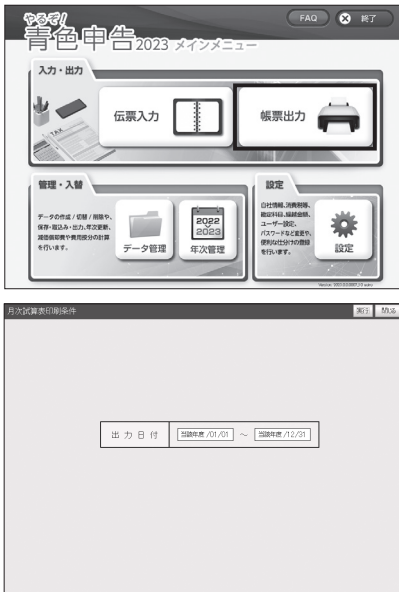 やるぞ!
青色申告2023 メインメニュー
FAQ
終了
入力・出力
TAX
伝票入力
帳票出力
管理・入替
データの作成/切替/削除や、
保存・取込み・出力、年次更新、
減価償却費や費用按分の計算
を行います。
データ管理
2022
2023
年次管理
設定
自社情報、消費税等、
勘定科目、繰越金額、
ユーザー設定、
パスワードなど変更や、
便利な仕分けの登録
を行います。
設定
月次試算表印刷条件
実行
閉じる
出力日付
当該年度/01/01 ～ 当該年度/12/31